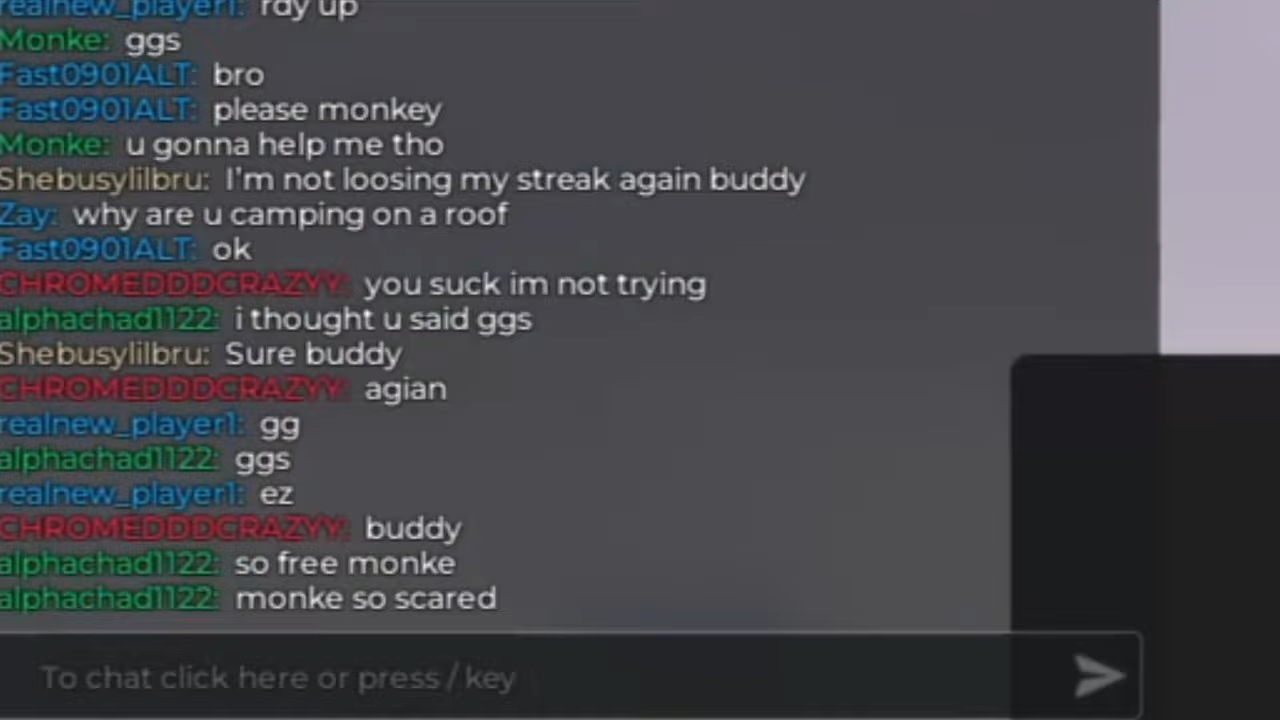 realnew_player1: rdy up
Monke: ggs
Fast0901ALT: bro
Fast0901ALT: please monkey
Monke: u gonna help me tho
Shebusylilbru: I'm not loosing my streak again buddy
Zay: why are u camping on a roof
Fast0901ALT: ok
CHROMEDDDCRAZYY: you suck im not trying
alphachad1122: i thought u said ggs
Shebusylilbru: Sure buddy
CHROMEDDDCRAZYY: agian
realnew_player1: gg
alphachad1122: ggs
realnew_player1: ez
CHROMEDDDCRAZYY: buddy
alphachad1122: so free monke
alphachad1122: monke so scared
To chat click here or press / key